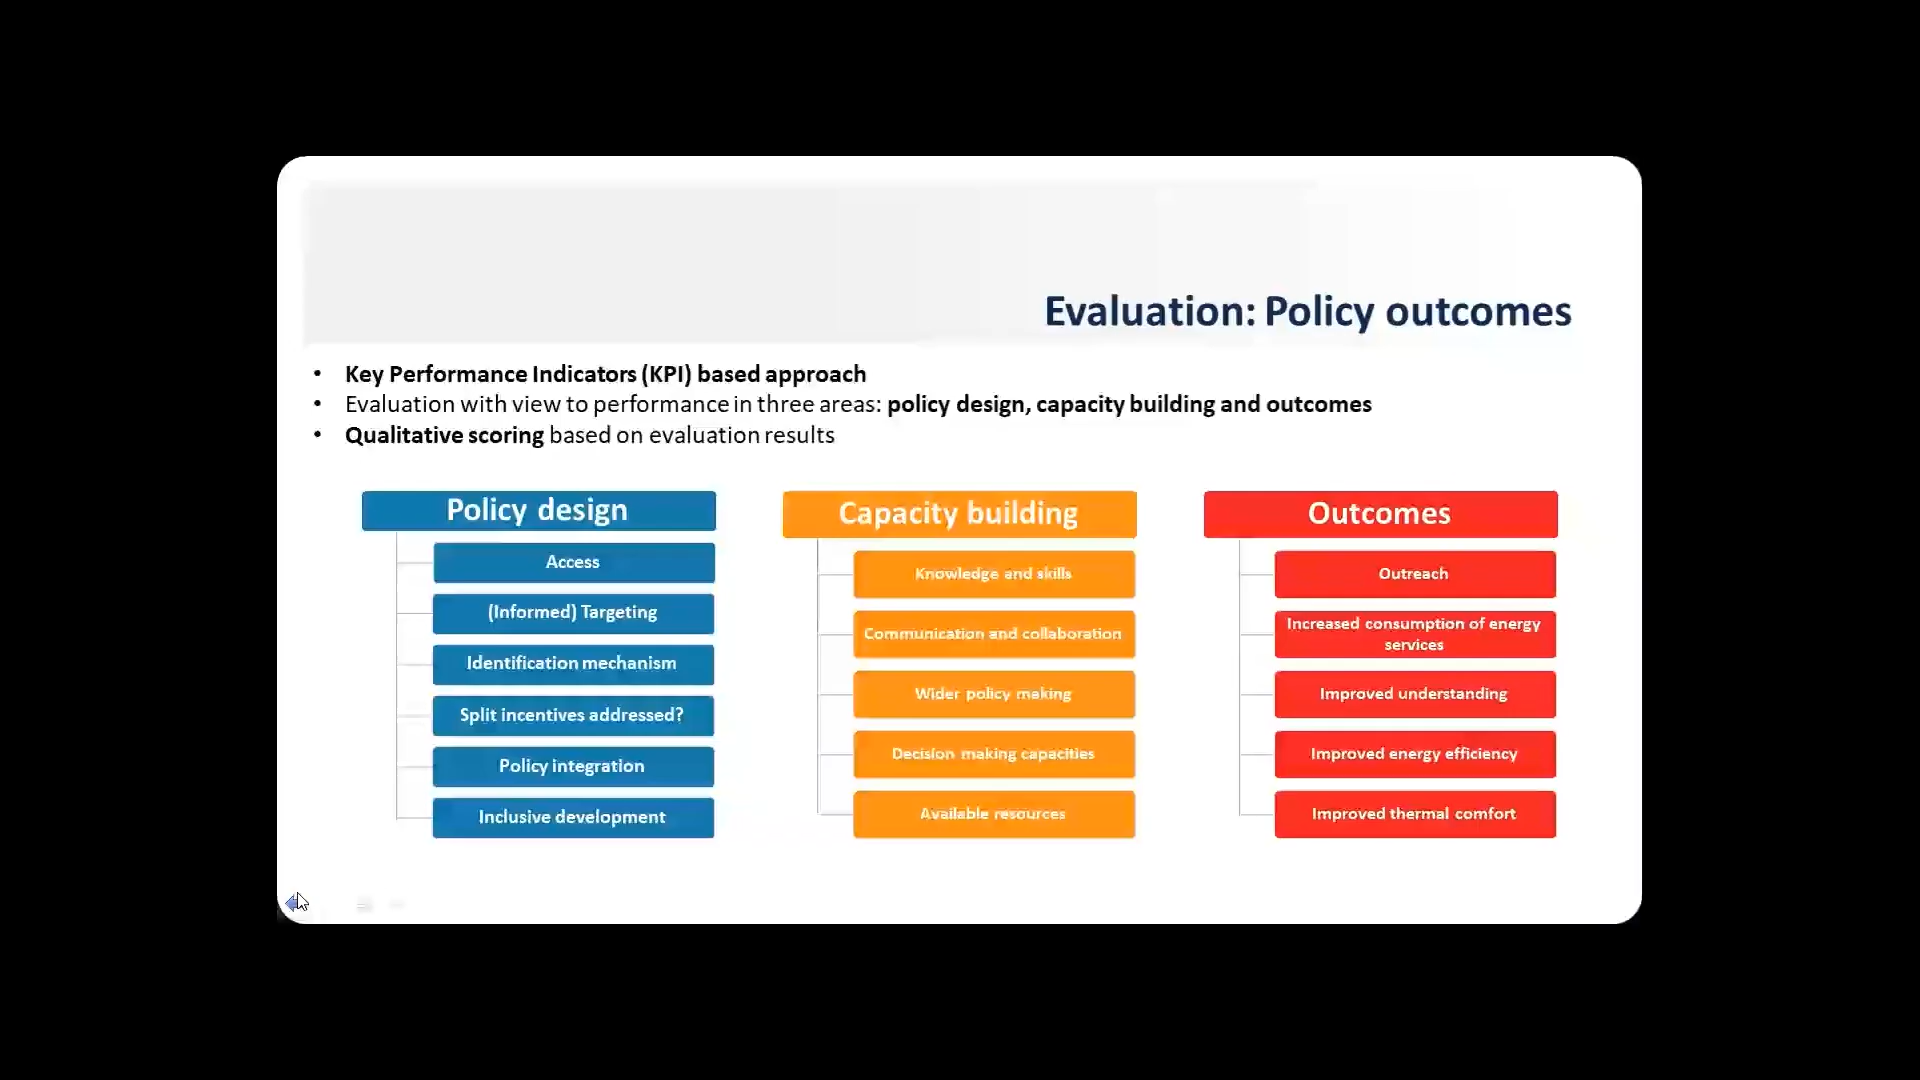 Evaluation: Policy outcomes
• Key Performance Indicators (KPI) based approach
• Evaluation with view to performance in three areas: policy design, capacity building and outcomes
• Qualitative scoring based on evaluation results
Policy design
Access
(Informed) Targeting
Identification mechanism
Split incentives addressed?
Policy integration
Inclusive development
Capacity building
Knowledge and skills
Communication and collaboration
Wider policy making
Decision making capacities
Available resources
Outcomes
Outreach
Increased consumption of energy
services
Improved understanding
Improved energy efficiency
Improved thermal comfort